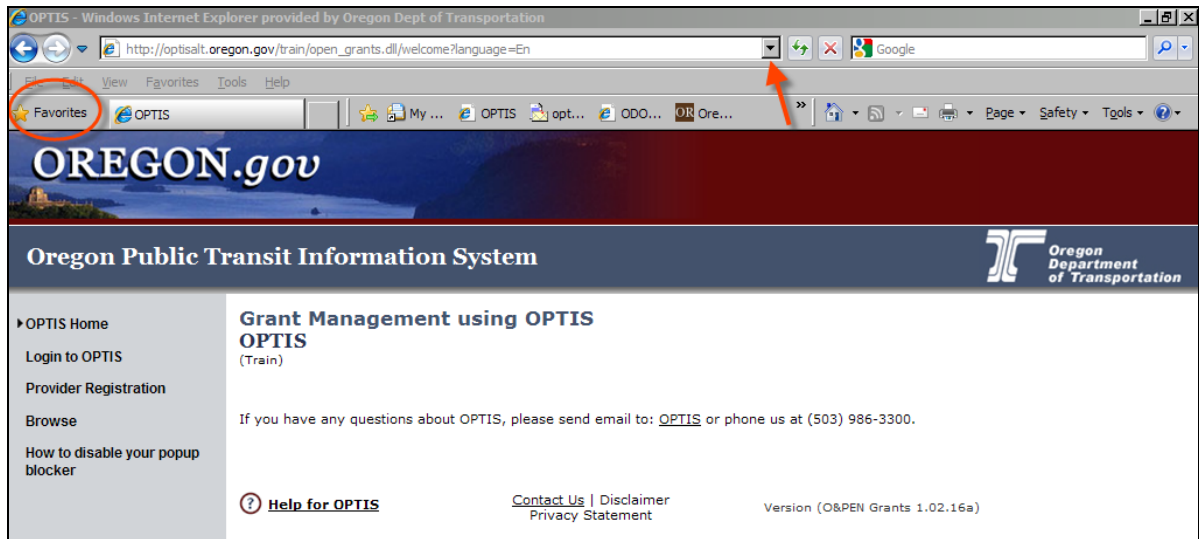 OPTIS - Windows Internet Explorer provided by Oregon Dept of Transportation
http://optisalt.oregon.gov/train/open_grants.dll/welcome?language=En
Google
File Edit View Favorites Tools Help
Favorites OPTIS My ... OPTIS opt... ODO... OR Ore... » Page Safety Tools
OREGON.gov
Oregon Public Transit Information System
Oregon
Department
of Transportation
OPTIS Home
Login to OPTIS
Provider Registration
Browse
How to disable your popup
blocker
Grant Management using OPTIS
OPTIS
(Train)
If you have any questions about OPTIS, please send email to: OPTIS or phone us at (503) 986-3300.
? Help for OPTIS
Contact Us | Disclaimer
Privacy Statement
Version (O&PEN Grants 1.02.16a)